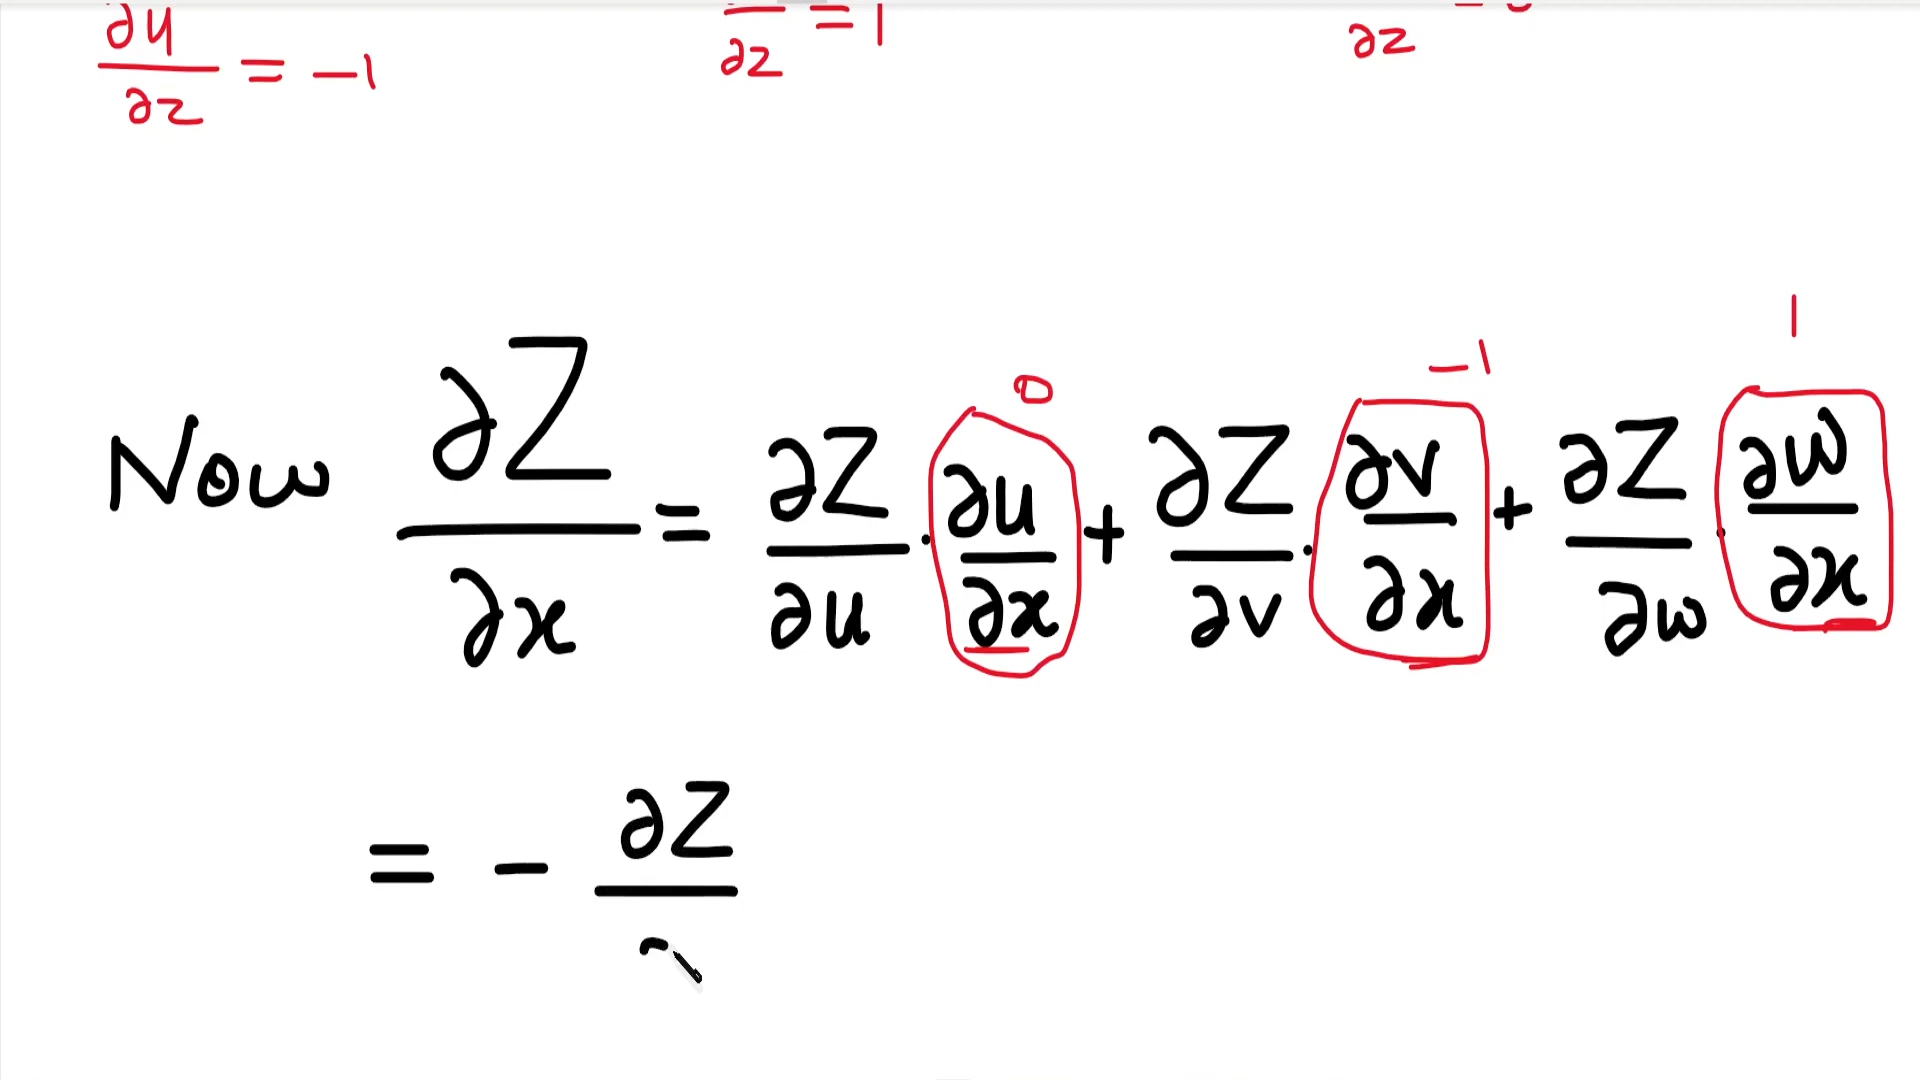 ∂u/∂z = -1    /∂z = 1    ∂z
0    -1    1
Now ∂Z/∂x = ∂Z/∂u · ∂u/∂x + ∂Z/∂v · ∂v/∂x + ∂Z/∂w · ∂w/∂x
= - ∂Z/